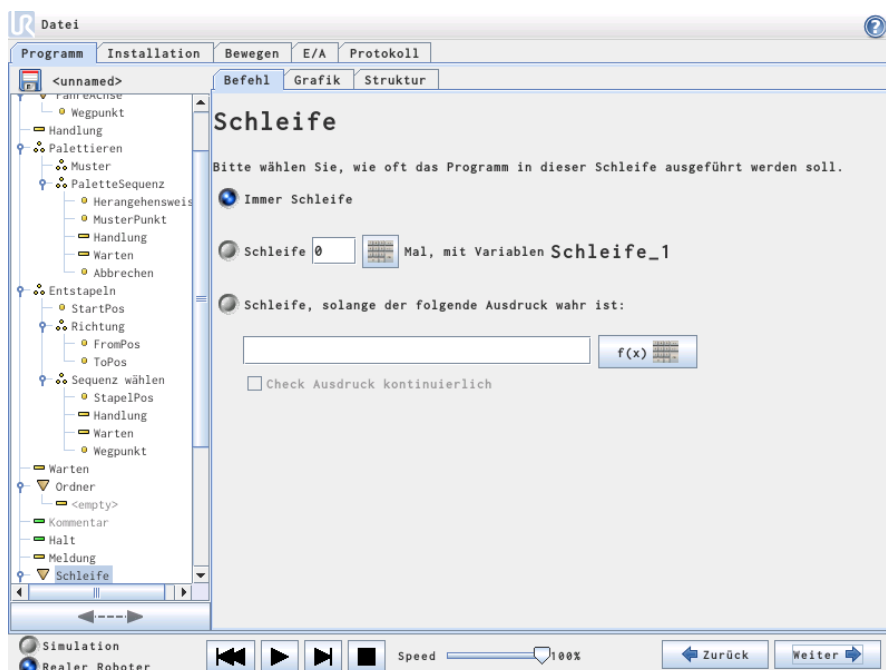 UR Datei
Programm Installation Bewegen E/A Protokoll
<unnamed>
Befehl Grafik Struktur
FahreAchse
Wegpunkt
Handlung
Palettieren
Muster
PaletteSequenz
Herangehensweis
MusterPunkt
Handlung
Warten
Abbrechen
Entstapeln
StartPos
Richtung
FromPos
ToPos
Sequenz wählen
StapelPos
Handlung
Warten
Wegpunkt
Warten
Ordner
<empty>
Kommentar
Halt
Meldung
Schleife
Schleife
Bitte wählen Sie, wie oft das Programm in dieser Schleife ausgeführt werden soll.
Immer Schleife
Schleife 0 Mal, mit Variablen Schleife_1
Schleife, solange der folgende Ausdruck wahr ist:
f(x)
Check Ausdruck kontinuierlich
Simulation
Realer Roboter
Speed 100%
Zurück Weiter